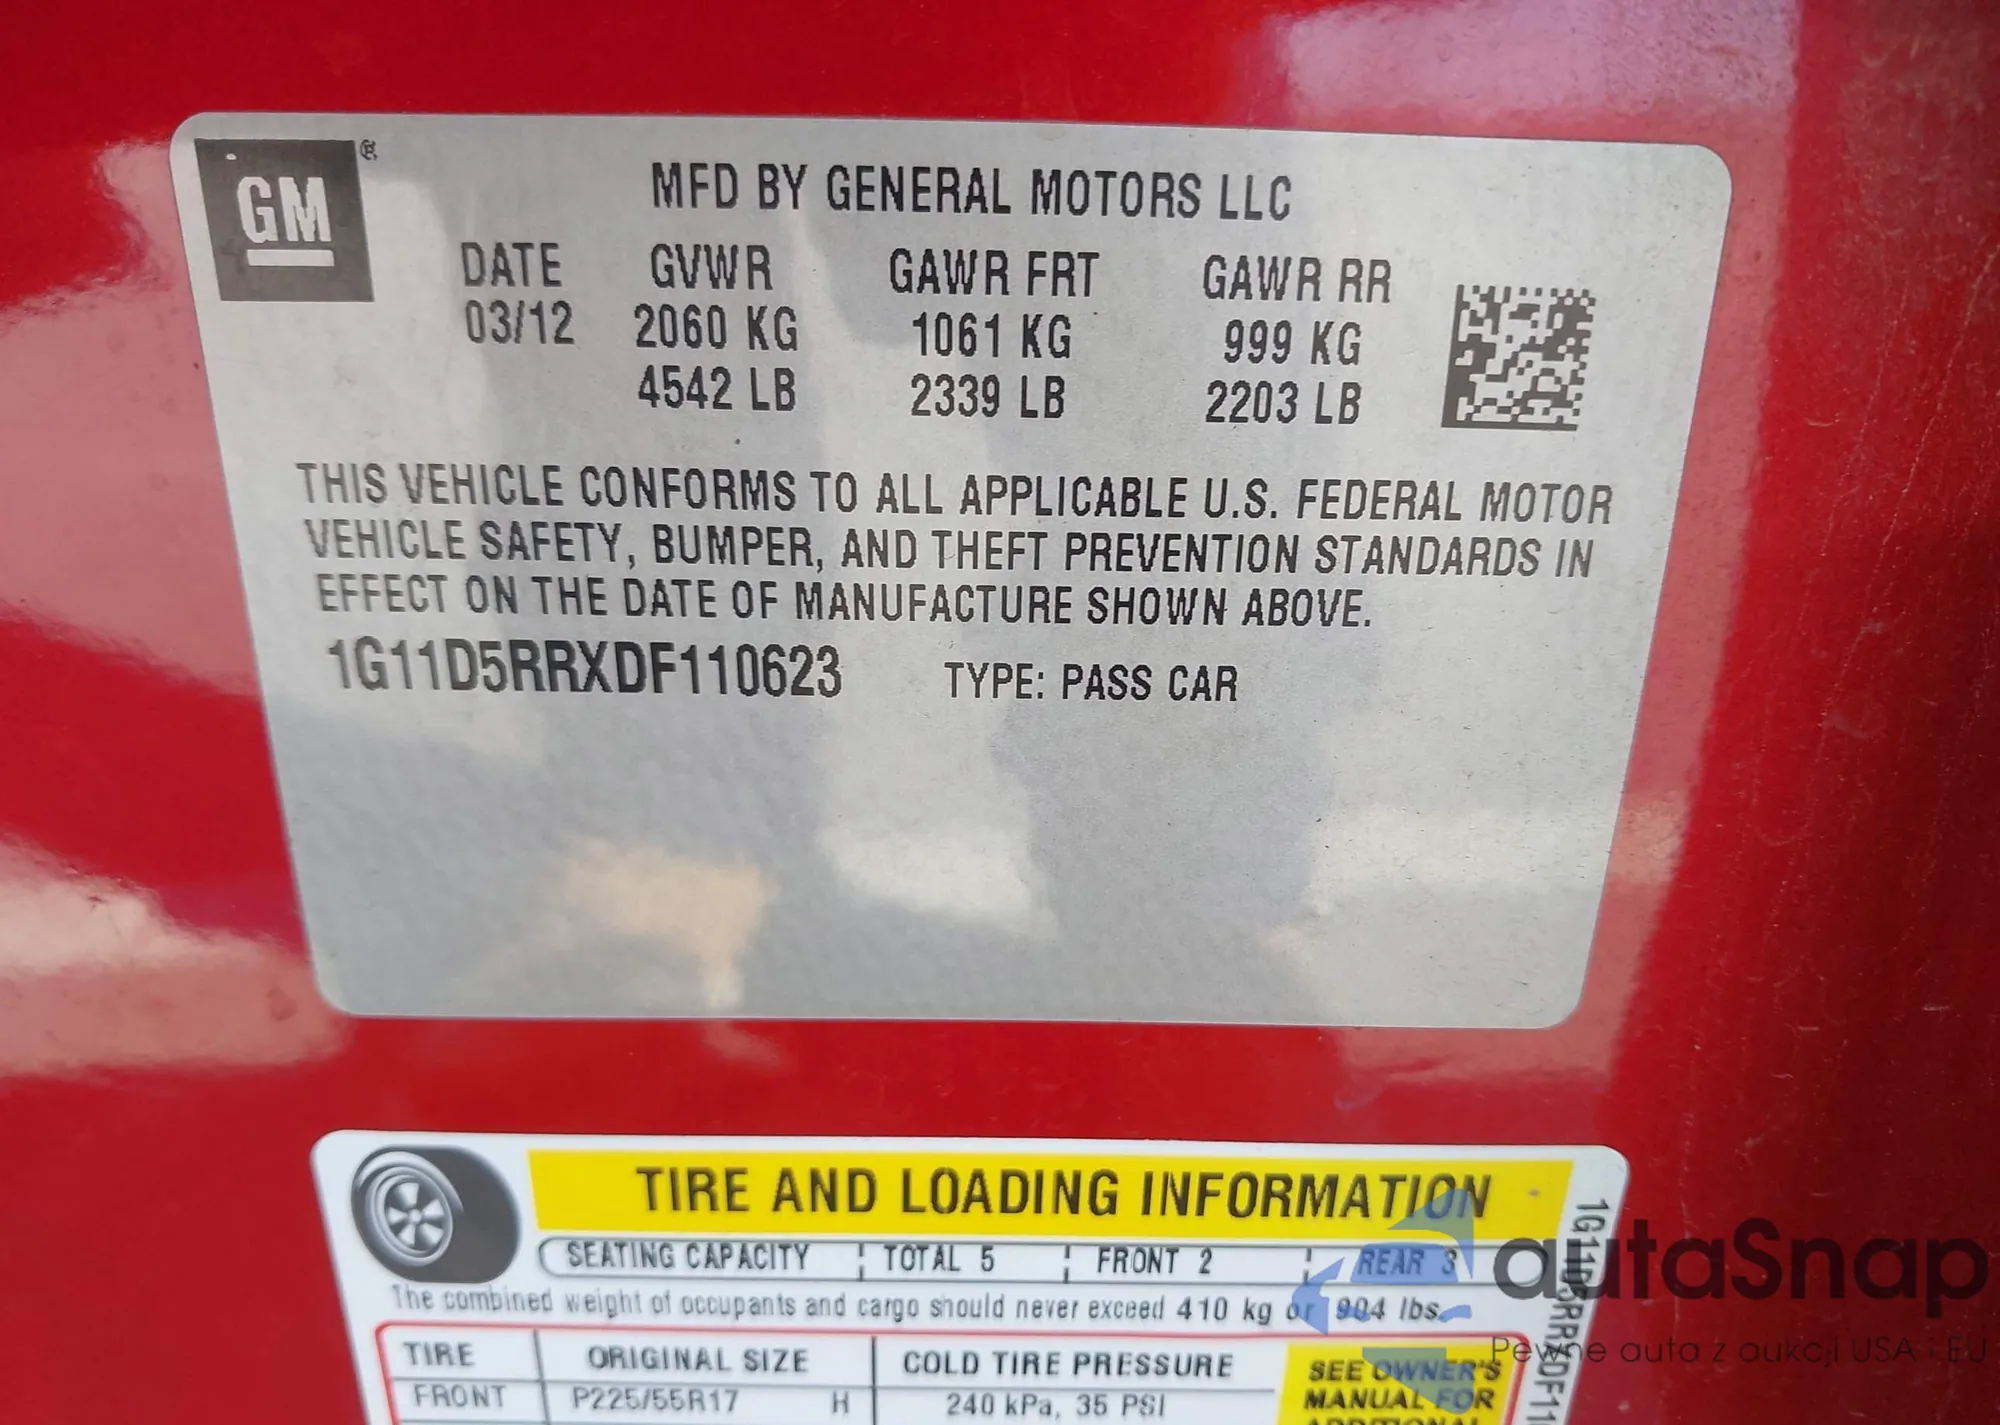 GM ®
MFD BY GENERAL MOTORS LLC
DATE GVWR GAWR FRT GAWR RR
03/12 2060 KG 1061 KG 999 KG
4542 LB 2339 LB 2203 LB
THIS VEHICLE CONFORMS TO ALL APPLICABLE U.S. FEDERAL MOTOR
VEHICLE SAFETY, BUMPER, AND THEFT PREVENTION STANDARDS IN
EFFECT ON THE DATE OF MANUFACTURE SHOWN ABOVE.
1G11D5RRXDF110623 TYPE: PASS CAR
TIRE AND LOADING INFORMATION
SEATING CAPACITY TOTAL 5 FRONT 2 REAR 3
The combined weight of occupants and cargo should never exceed 410 kg or 904 lbs.
TIRE ORIGINAL SIZE COLD TIRE PRESSURE
FRONT P225/55R17 H 240 kPa, 35 PSI
SEE OWNER'S
MANUAL FOR
ADDITIONAL
1G11D5RRXDF11
autaSnap
Pewne auta z aukcji USA i EU